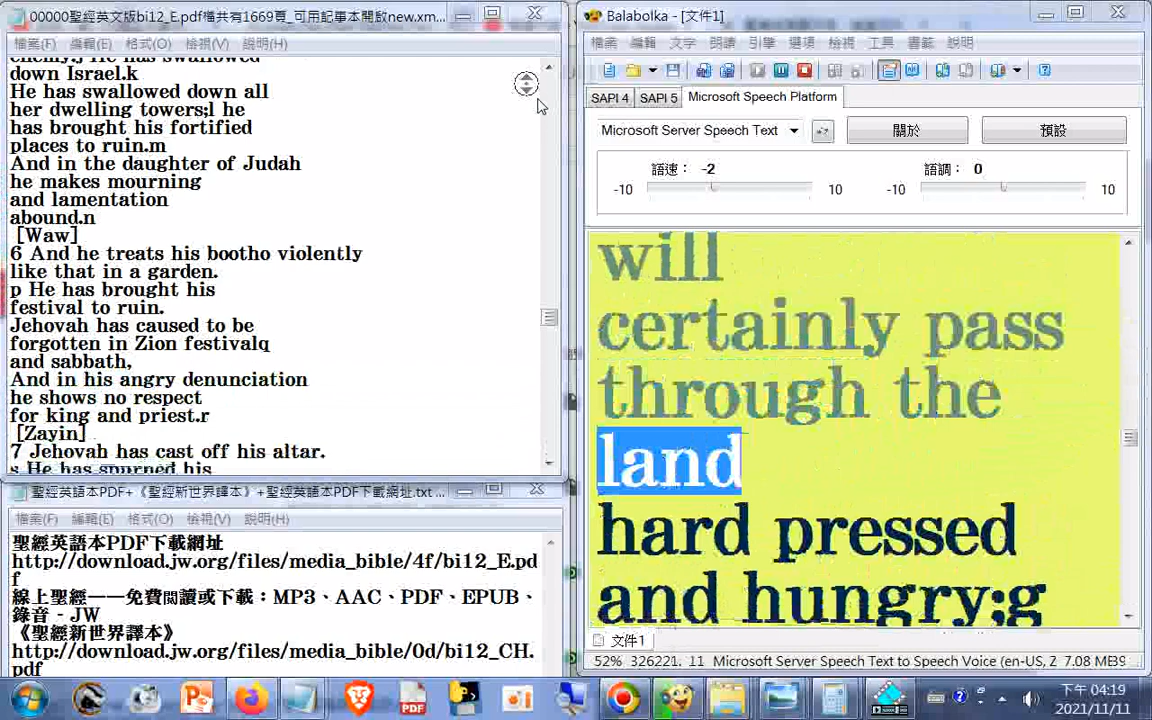 00000聖經英文版bi12_E.pdf檔共有1669頁_可用記事本開啟new.xm...
檔案(F) 編輯(E) 格式(O) 檢視(V) 說明(H)
enemy.j He has swallowed
down Israel.k
He has swallowed down all
her dwelling towers;l he
has brought his fortified
places to ruin.m
And in the daughter of Judah
he makes mourning
and lamentation
abound.n
[Waw]
6 And he treats his bootho violently
like that in a garden.
p He has brought his
festival to ruin.
Jehovah has caused to be
forgotten in Zion festivalq
and sabbath,
And in his angry denunciation
he shows no respect
for king and priest.r
[Zayin]
7 Jehovah has cast off his altar.
s He has spurned his
聖經英語本PDF+《聖經新世界譯本》+聖經英語本PDF下載網址.txt ...
檔案(F) 編輯(E) 格式(O) 檢視(V) 說明(H)
聖經英語本PDF下載網址
http://download.jw.org/files/media_bible/4f/bi12_E.pd
f
線上聖經——免費閱讀或下載：MP3、AAC、PDF、EPUB、
錄音 - JW
《聖經新世界譯本》
http://download.jw.org/files/media_bible/0d/bi12_CH.
pdf
Balabolka - [文件1]
檔案 編輯 文字 朗讀 引擎 選項 檢視 工具 書籤 說明
SAPI 4 SAPI 5 Microsoft Speech Platform
Microsoft Server Speech Text 關於 預設
語速： -2 語調： 0
-10 10 -10 10
will
certainly pass
through the
land
hard pressed
and hungry;g
文件1
52% 326221. 11 Microsoft Server Speech Text to Speech Voice (en-US, Z 7.08 MB
下午 04:19
2021/11/11